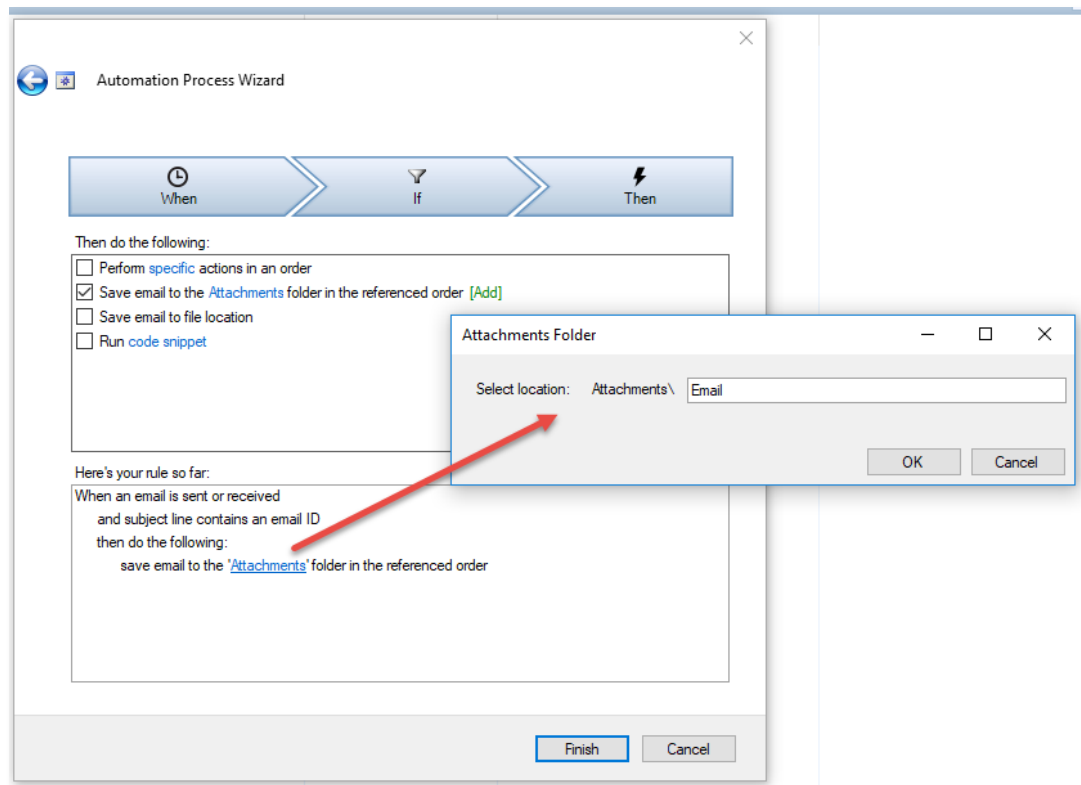 Automation Process Wizard
When
If
Then
Then do the following:
Perform specific actions in an order
Save email to the Attachments folder in the referenced order [Add]
Save email to file location
Run code snippet
Attachments Folder
Select location: Attachments\ Email
OK Cancel
Here's your rule so far:
When an email is sent or received
and subject line contains an email ID
then do the following:
save email to the 'Attachments' folder in the referenced order
Finish Cancel